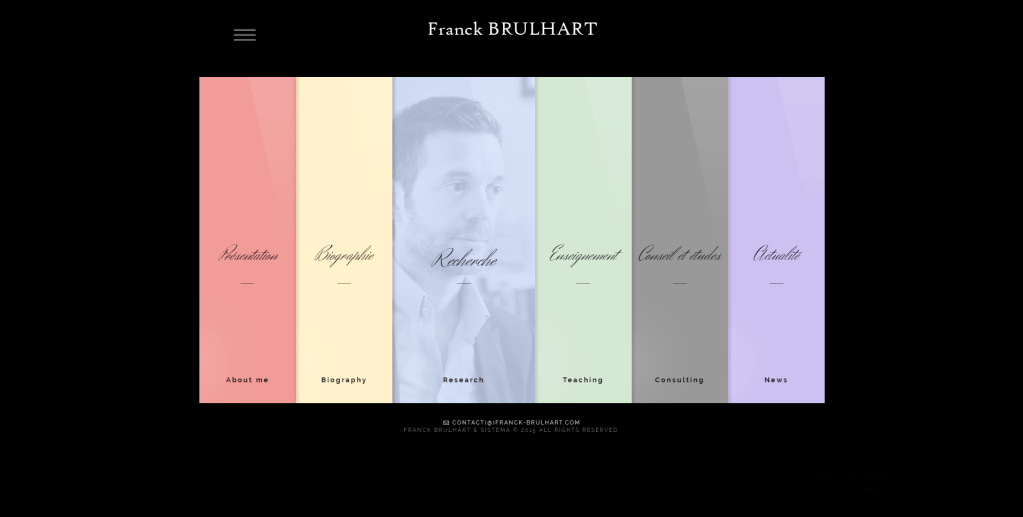 Franck BRULHART
Présentation
Biographie
Recherche
Enseignement
Conseil et études
Actualité
About me
Biography
Research
Teaching
Consulting
News
CONTACT(@)FRANCK-BRULHART.COM
FRANCK BRULHART & SISTEMA © 2015 ALL RIGHTS RESERVED